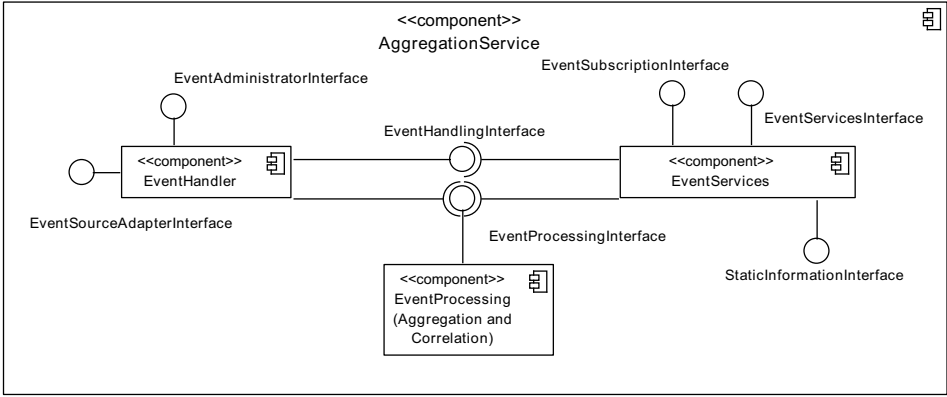 <<component>>
AggregationService
EventSubscriptionInterface
EventAdministratorInterface
EventServicesInterface
EventHandlingInterface
<<component>>
EventHandler
<<component>>
EventServices
EventSourceAdapterInterface
EventProcessingInterface
StaticInformationInterface
<<component>>
EventProcessing
(Aggregation and
Correlation)